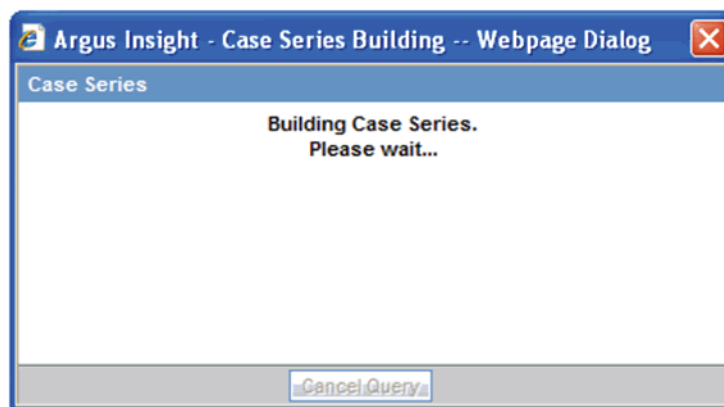 Argus Insight - Case Series Building -- Webpage Dialog
Case Series
Building Case Series.
Please wait...
Cancel Query